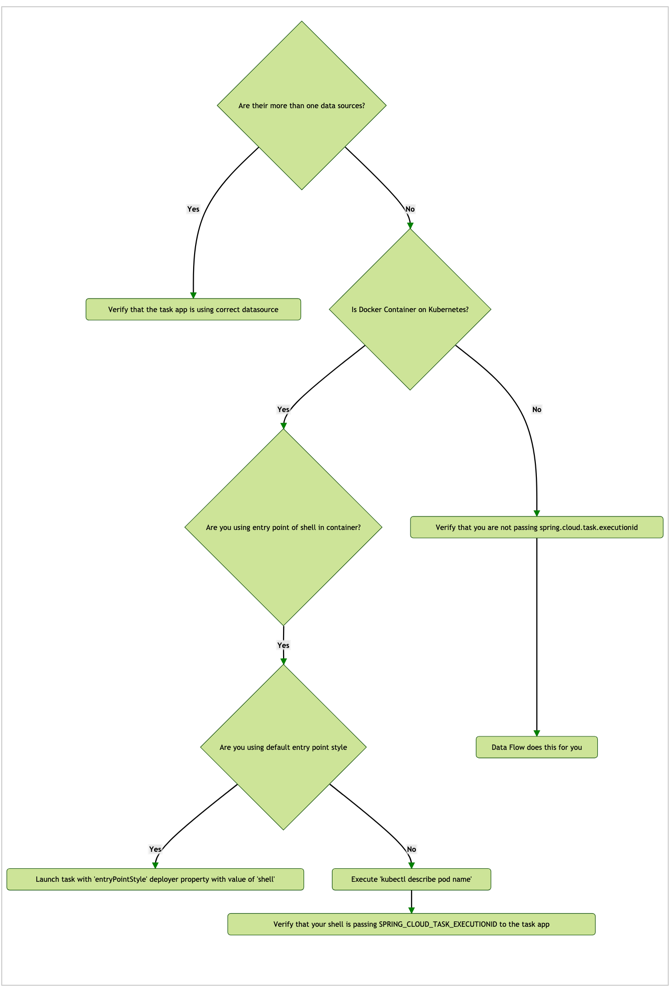 Are their more than one data sources?
Yes
No
Verify that the task app is using correct datasource
Is Docker Container on Kubernetes?
Yes
No
Are you using entry point of shell in container?
Verify that you are not passing spring.cloud.task.executionid
Yes
Are you using default entry point style
Data Flow does this for you
Yes
No
Launch task with 'entryPointStyle' deployer property with value of 'shell'
Execute 'kubectl describe pod name'
Verify that your shell is passing SPRING_CLOUD_TASK_EXECUTIONID to the task app